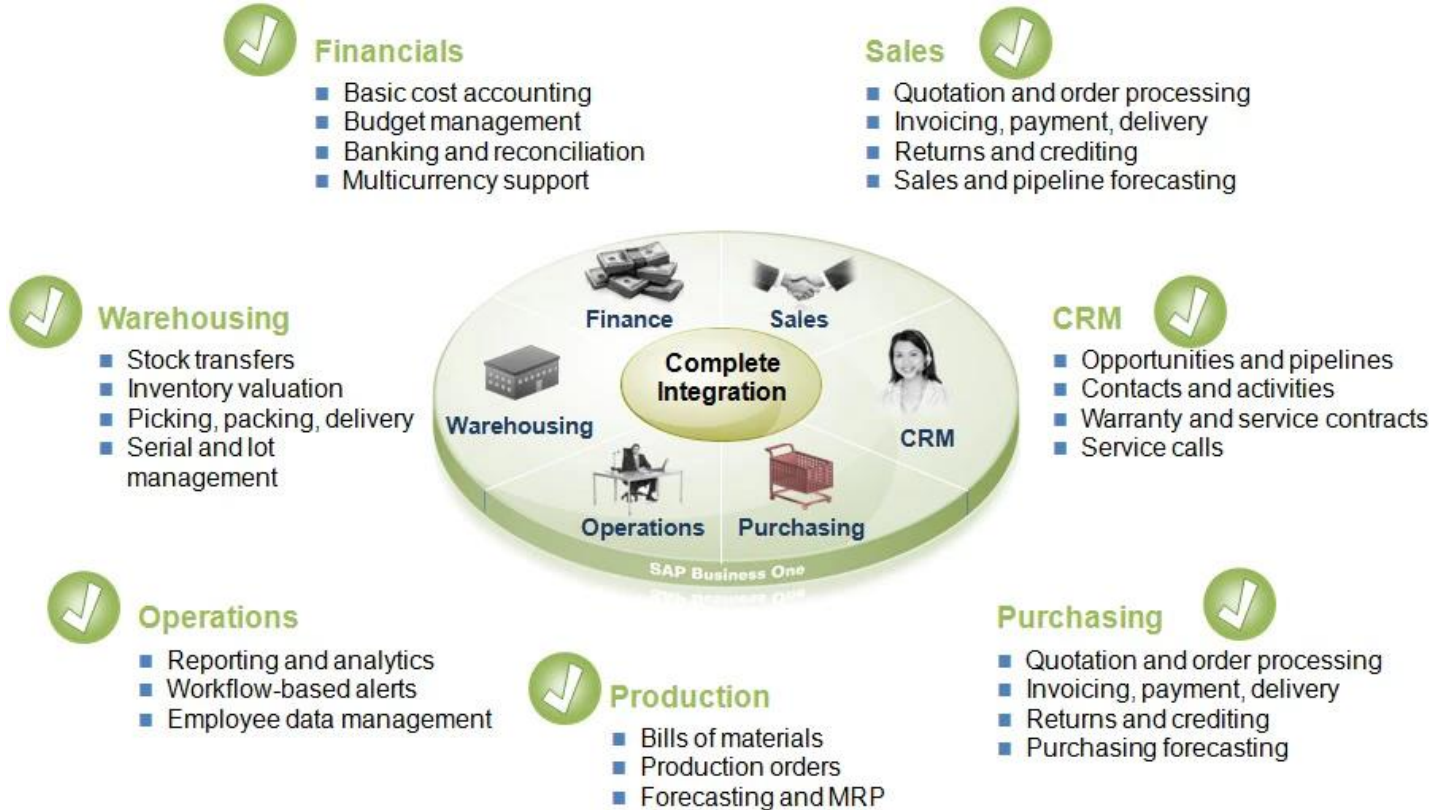 Financials
Basic cost accounting
Budget management
Banking and reconciliation
Multicurrency support
Sales
Quotation and order processing
Invoicing, payment, delivery
Returns and crediting
Sales and pipeline forecasting
Warehousing
Stock transfers
Inventory valuation
Picking, packing, delivery
Serial and lot
management
Finance
Sales
Complete
Integration
Warehousing
CRM
Operations
Purchasing
SAP Business One
CRM
Opportunities and pipelines
Contacts and activities
Warranty and service contracts
Service calls
Operations
Reporting and analytics
Workflow-based alerts
Employee data management
Production
Bills of materials
Production orders
Forecasting and MRP
Purchasing
Quotation and order processing
Invoicing, payment, delivery
Returns and crediting
Purchasing forecasting